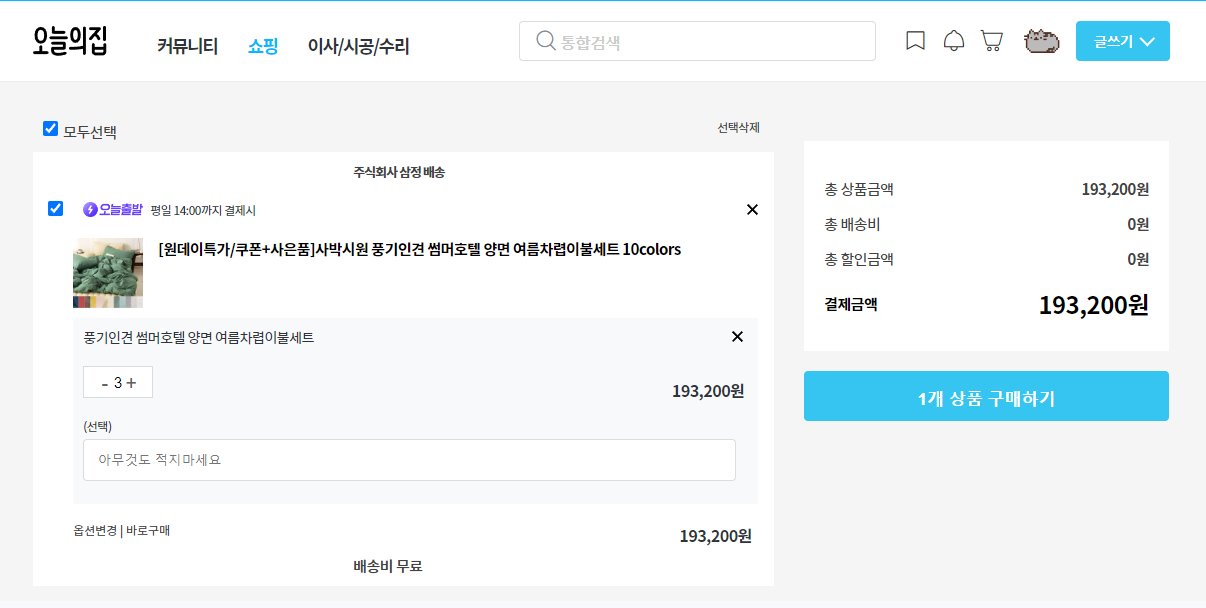 오늘의집 커뮤니티 쇼핑 이사/시공/수리 통합검색 글쓰기
모두선택 선택삭제
주식회사 삼정 배송
오늘출발 평일 14:00까지 결제시
[원데이특가/쿠폰+사은품]사박시원 풍기인견 썸머호텔 양면 여름차렵이불세트 10colors
풍기인견 썸머호텔 양면 여름차렵이불세트
- 3 +
193,200원
(선택)
아무것도 적지마세요
옵션변경 | 바로구매
193,200원
배송비 무료
총 상품금액 193,200원
총 배송비 0원
총 할인금액 0원
결제금액 193,200원
1개 상품 구매하기